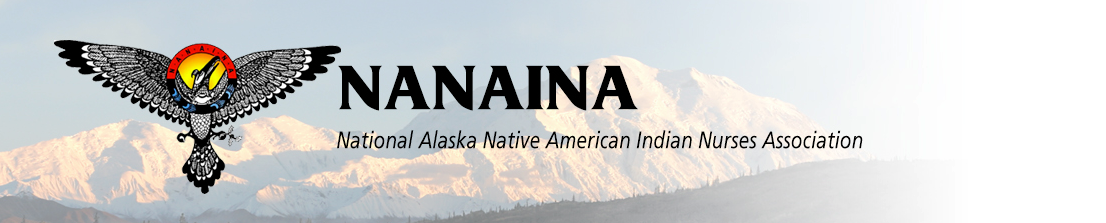 N·A·N·A·I·N·A
NANAINA
National Alaska Native American Indian Nurses Association